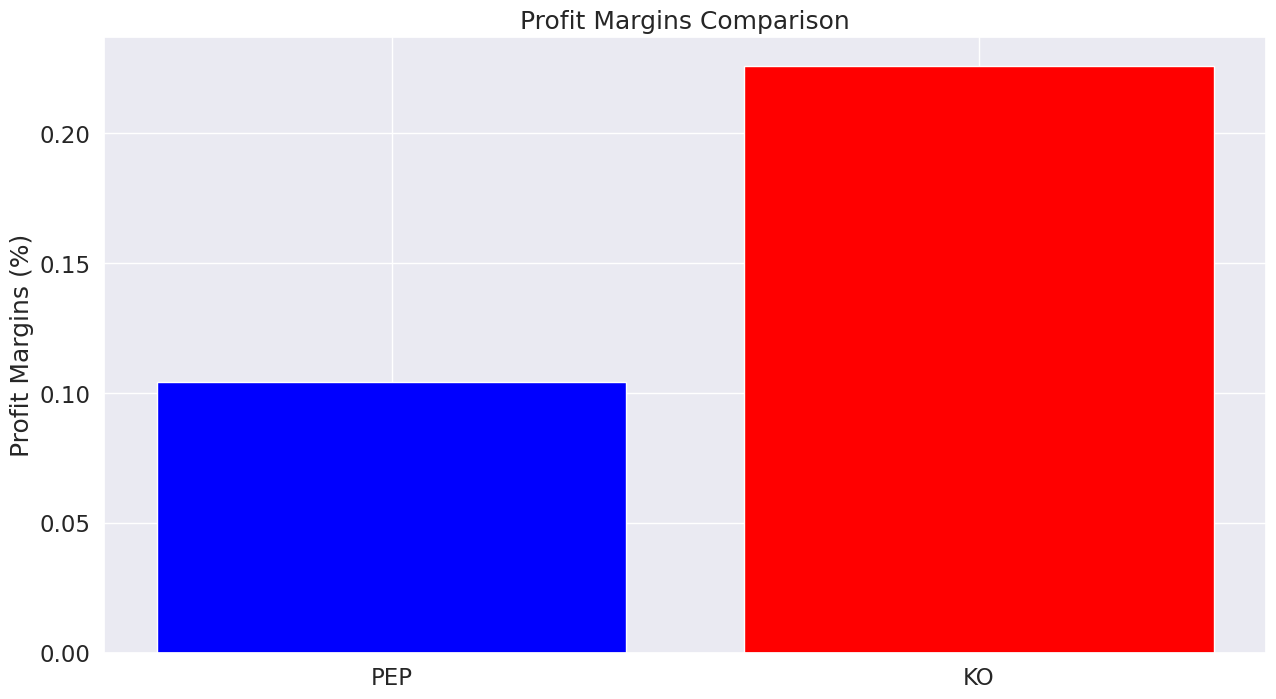 Profit Margins Comparison
Profit Margins (%)
0.20
0.15
0.10
0.05
0.00
PEP
KO